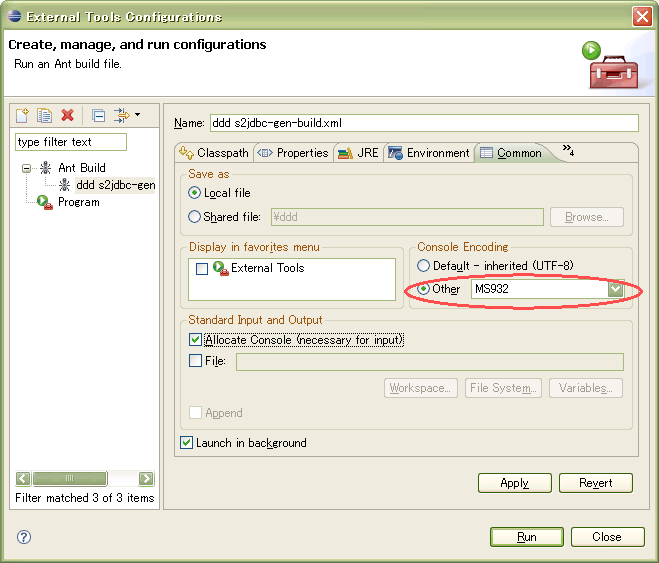 External Tools Configurations
Create, manage, and run configurations
Run an Ant build file.
type filter text
Ant Build
ddd s2jdbc-gen
Program
Filter matched 3 of 3 items
Name: ddd s2jdbc-gen-build.xml
Classpath Properties JRE Environment Common »4
Save as
Local file
Shared file: ¥ddd Browse...
Display in favorites menu
External Tools
Console Encoding
Default - inherited (UTF-8)
Other MS932
Standard Input and Output
Allocate Console (necessary for input)
File:
Workspace... File System... Variables...
Append
Launch in background
Apply Revert
? Run Close